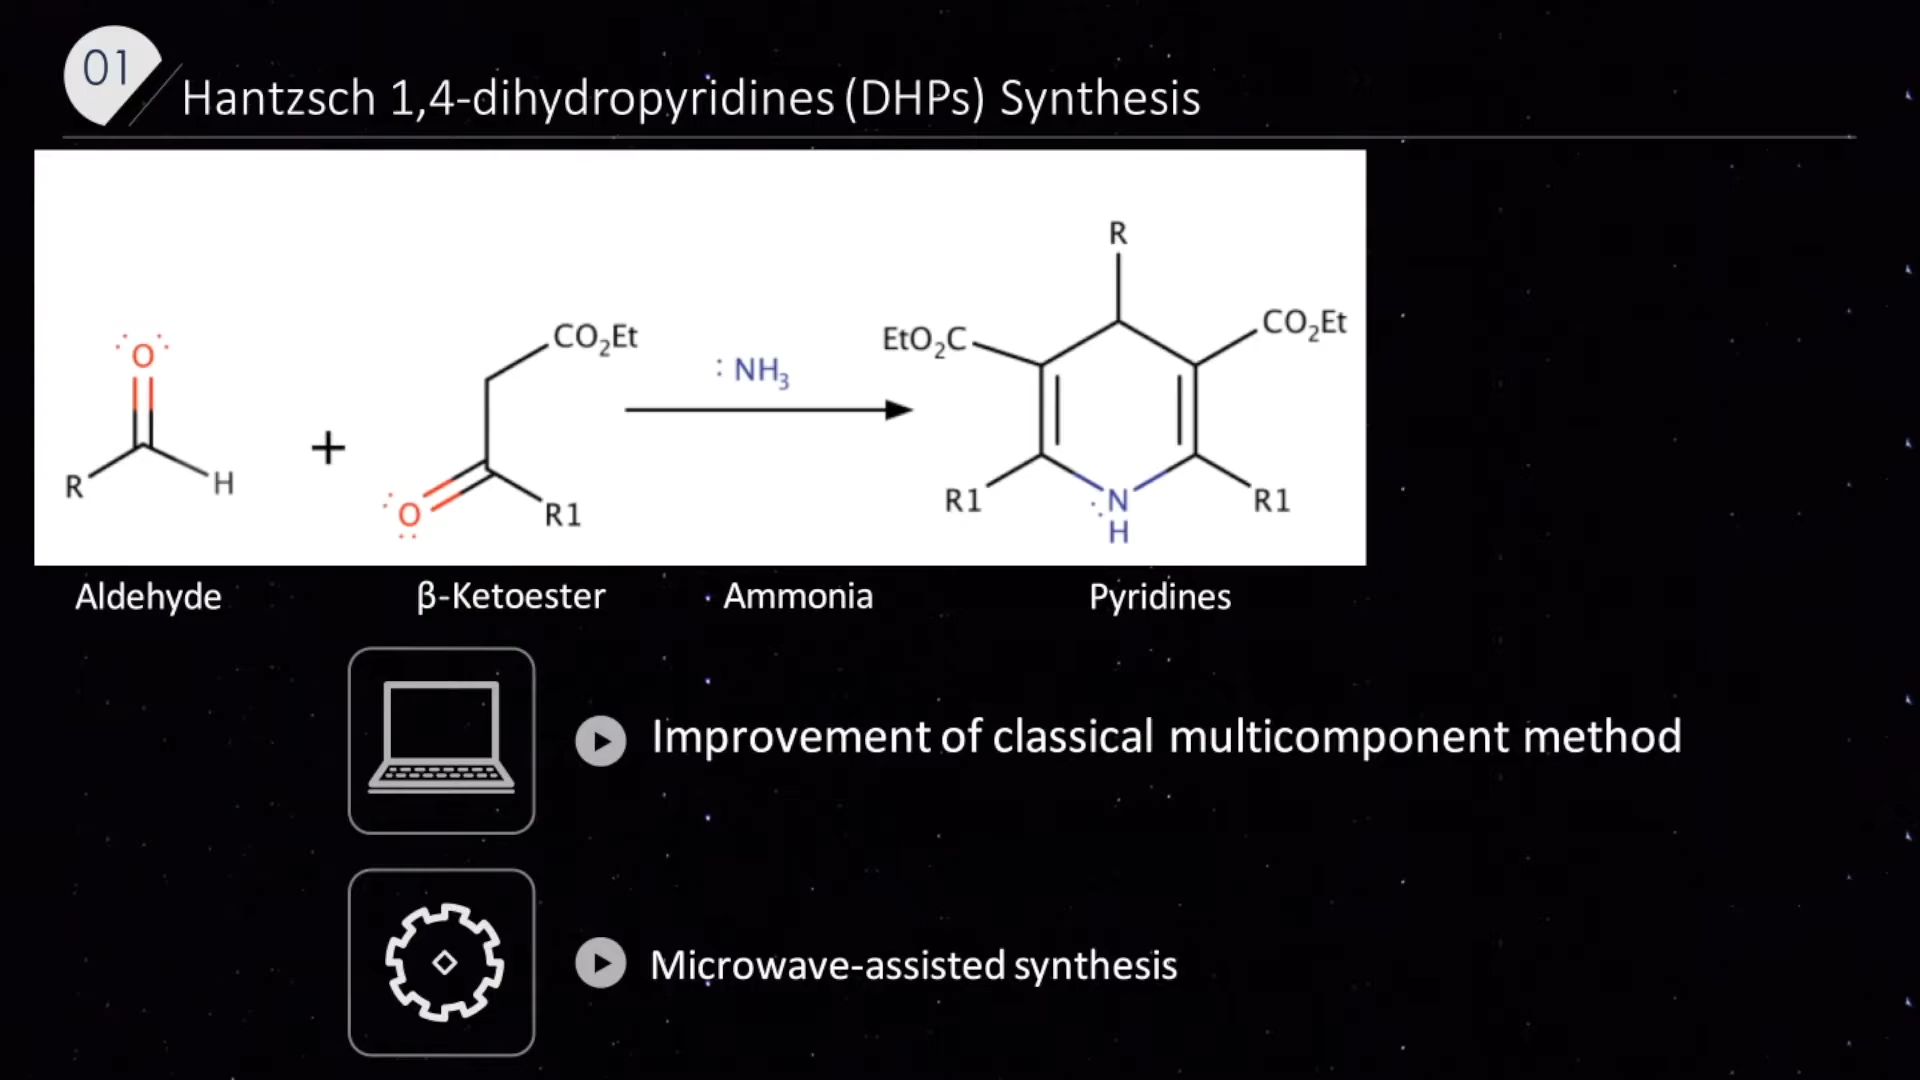 01
Hantzsch 1,4-dihydropyridines (DHPs) Synthesis
R
O
CO₂Et
:NH₃
EtO₂C
CO₂Et
+
R
H
O
R1
R1
N
H
R1
Aldehyde
β-Ketoester
Ammonia
Pyridines
Improvement of classical multicomponent method
Microwave-assisted synthesis